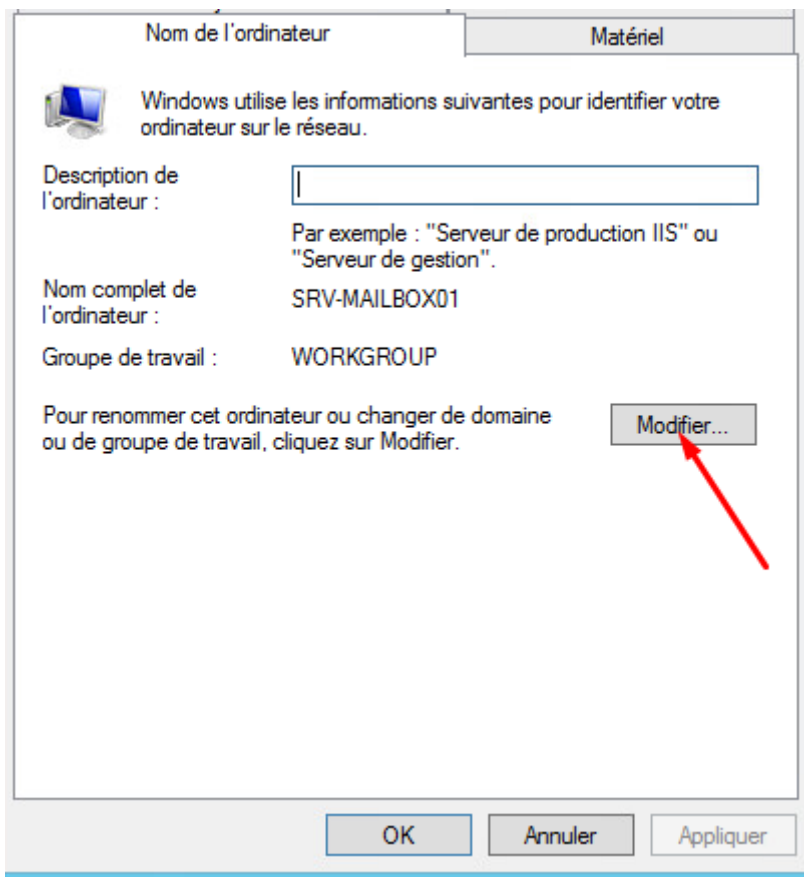 Nom de l'ordinateur
Matériel
Windows utilise les informations suivantes pour identifier votre
ordinateur sur le réseau.
Description de
l'ordinateur :
Par exemple : "Serveur de production IIS" ou
"Serveur de gestion".
Nom complet de
l'ordinateur :
SRV-MAILBOX01
Groupe de travail :
WORKGROUP
Pour renommer cet ordinateur ou changer de domaine
ou de groupe de travail, cliquez sur Modifier.
Modifier...
OK
Annuler
Appliquer